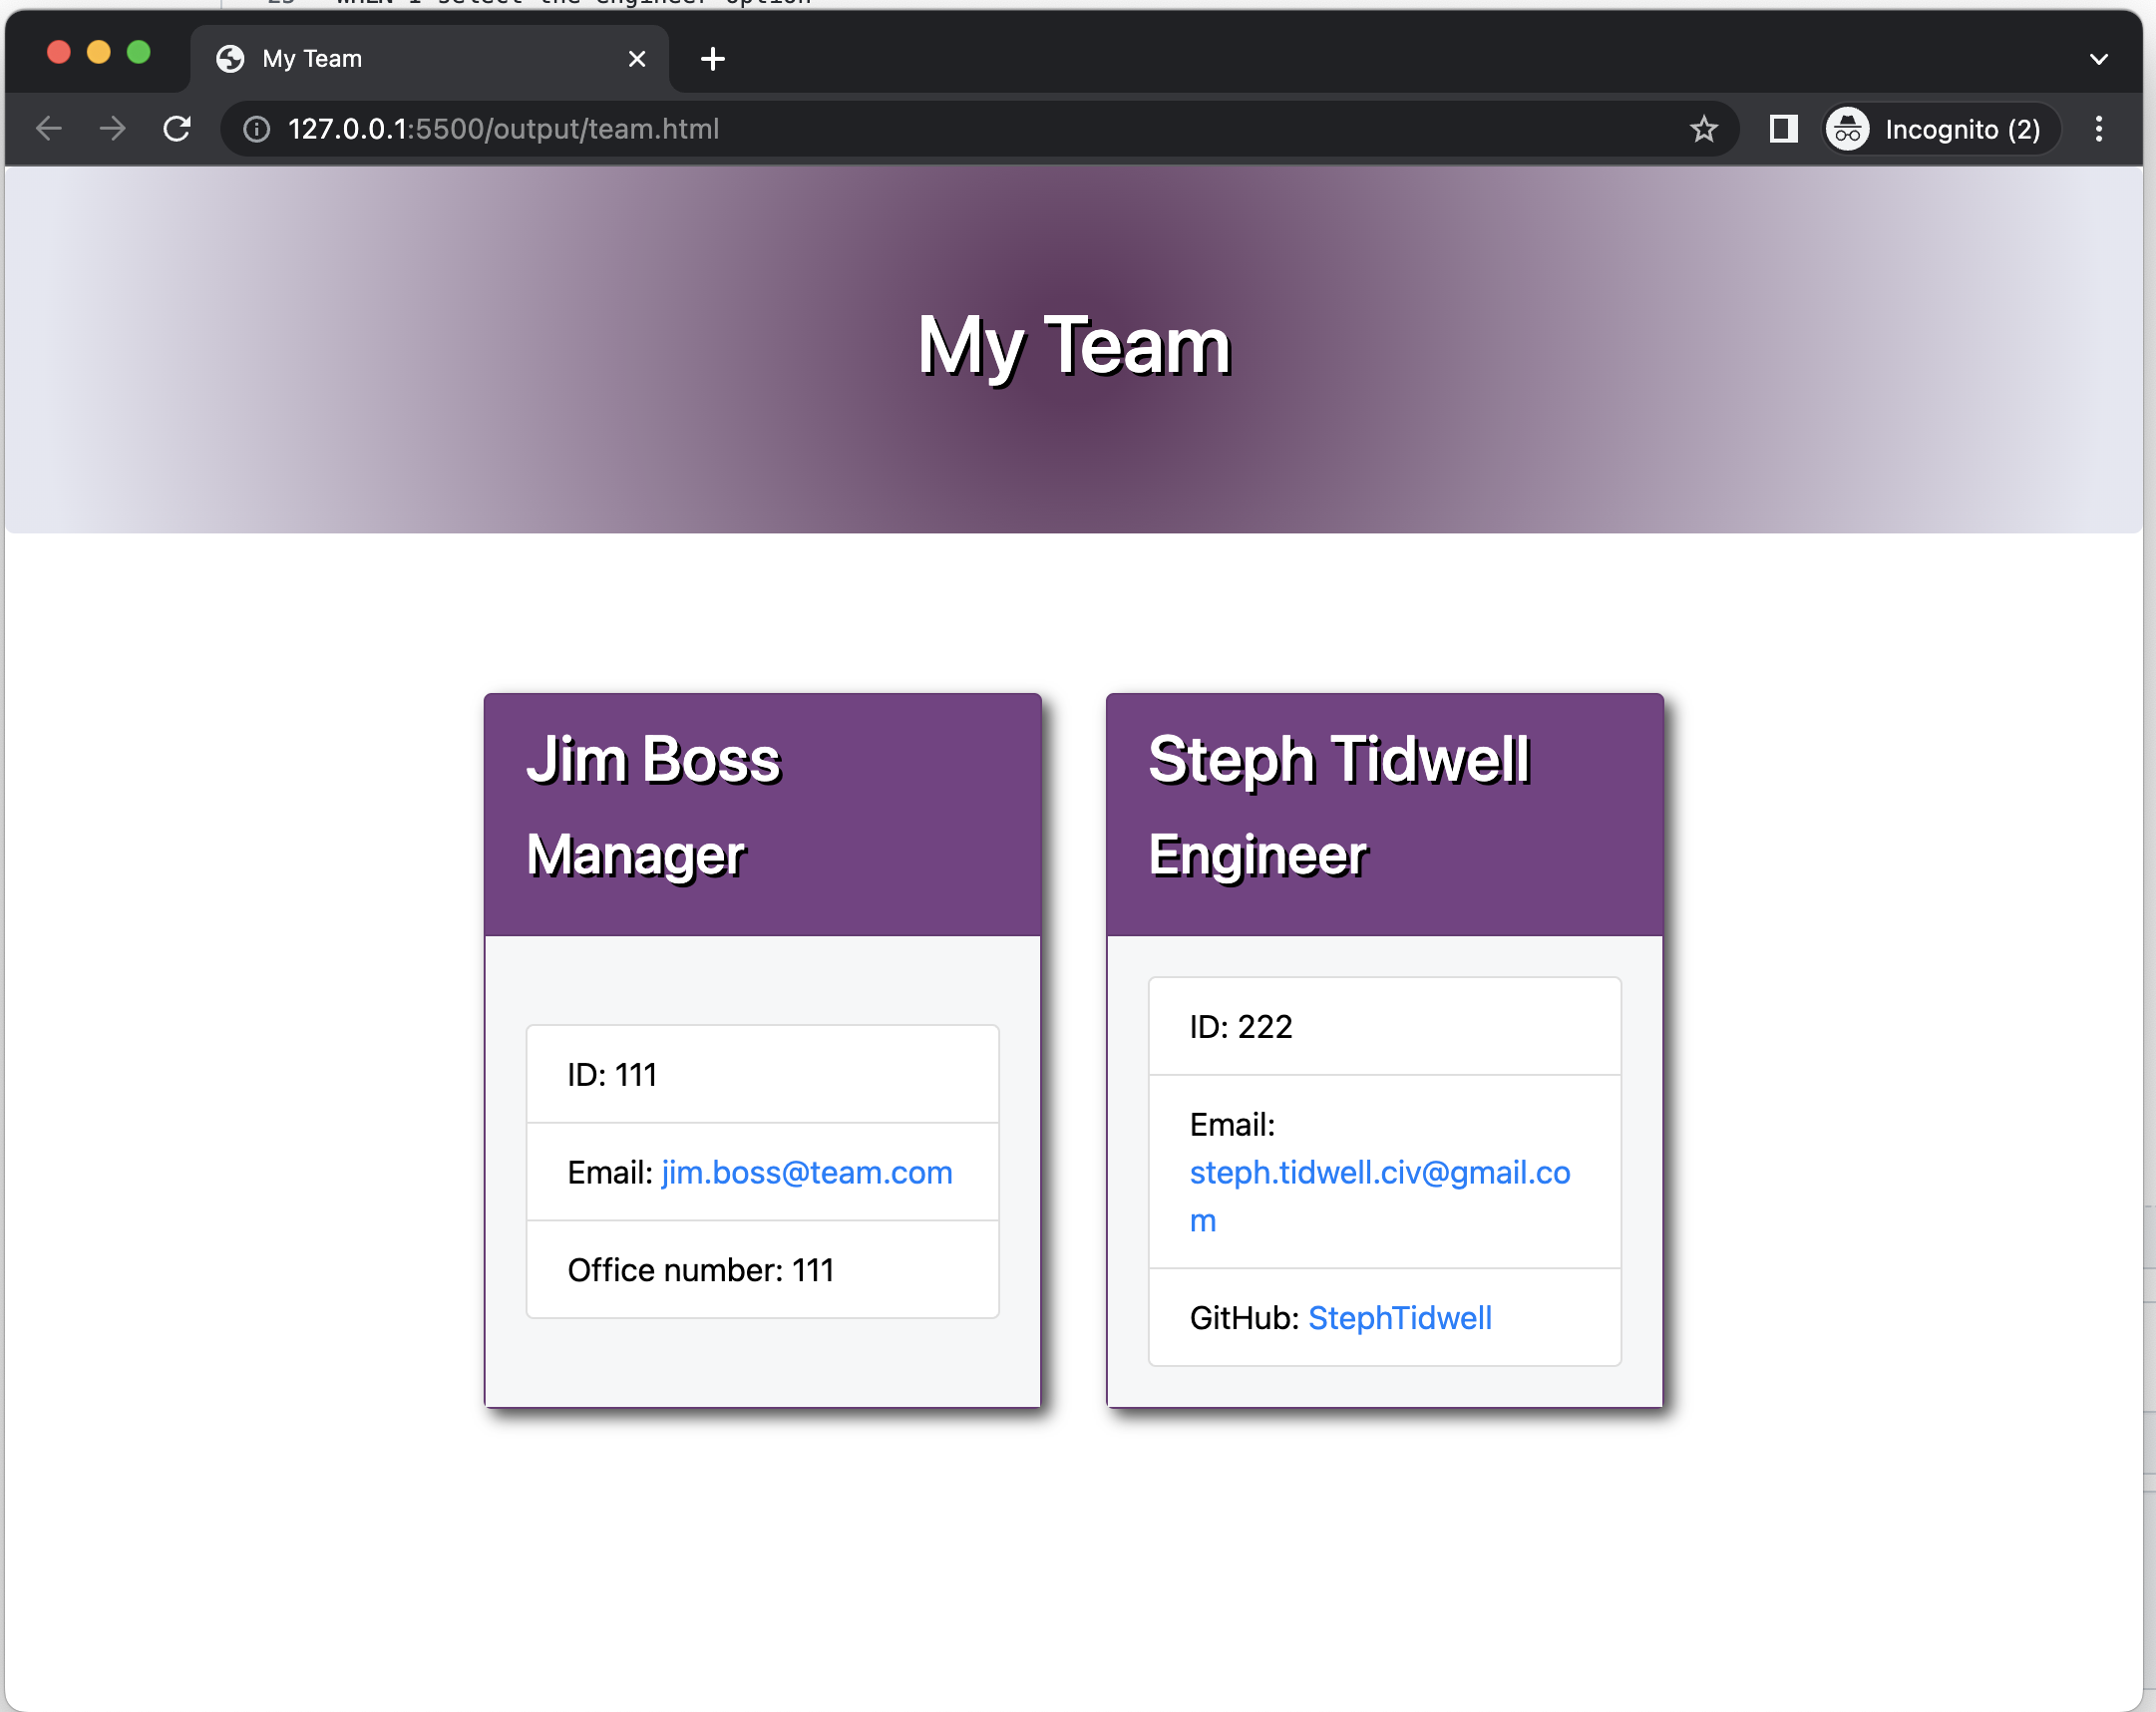 My Team
127.0.0.1:5500/output/team.html
Incognito (2)
My Team
Jim Boss
Manager
ID: 111
Email: jim.boss@team.com
Office number: 111
Steph Tidwell
Engineer
ID: 222
Email:
steph.tidwell.civ@gmail.co
m
GitHub: StephTidwell